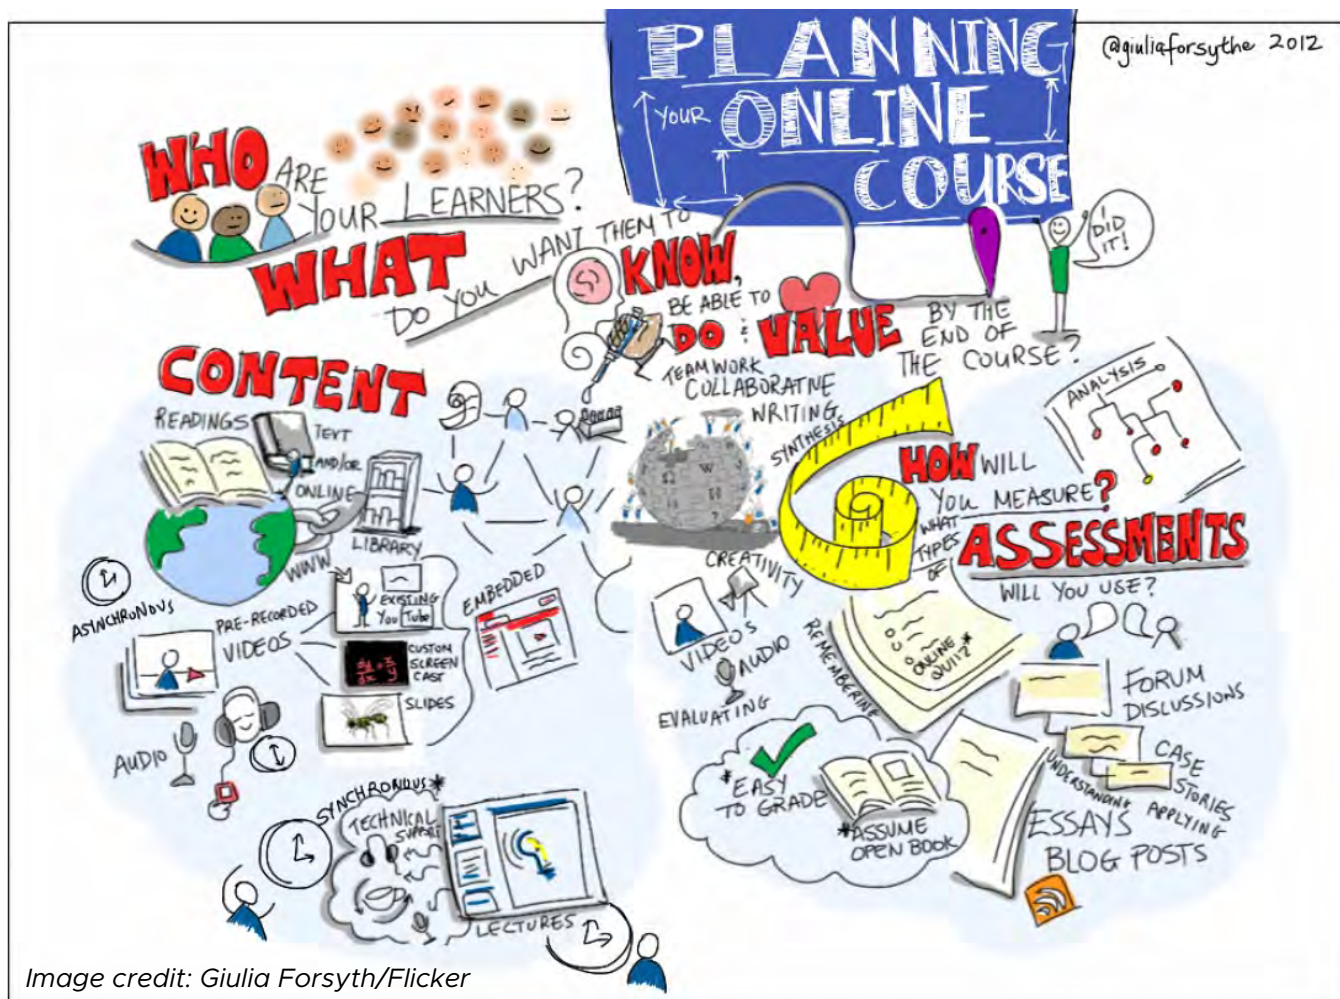 PLANNING
YOUR ONLINE
COURSE
@giuliaforsythe 2012
WHO ARE
YOUR LEARNERS?
WHAT
DO YOU WANT THEM TO
KNOW,
BE ABLE TO
DO & VALUE
BY THE
END OF
THE COURSE?
I
DID
IT!
CONTENT
READINGS
TEXT
AND/OR
ONLINE
LIBRARY
WWW
ASYNCHRONOUS
PRE-RECORDED
VIDEOS
EXISTING
YouTube
CUSTOM
SCREEN
CAST
dy/dx = x/y
SLIDES
EMBEDDED
AUDIO
SYNCHRONOUS*
TECHNICAL
SUPPORT
LECTURES
TEAMWORK
COLLABORATIVE
WRITING
SYNTHESIS
Ω W
CREATIVITY
VIDEOS
AUDIO
EVALUATING
HOW WILL
YOU MEASURE?
WHAT
TYPES
OF
ASSESSMENTS
WILL YOU USE?
ANALYSIS
REMEMBERING
ONLINE
QUIZ?*
*EASY
TO GRADE
*ASSUME
OPEN BOOK
FORUM
DISCUSSIONS
UNDERSTANDING
CASE
STORIES
APPLYING
ESSAYS
BLOG POSTS
Image credit: Giulia Forsyth/Flicker